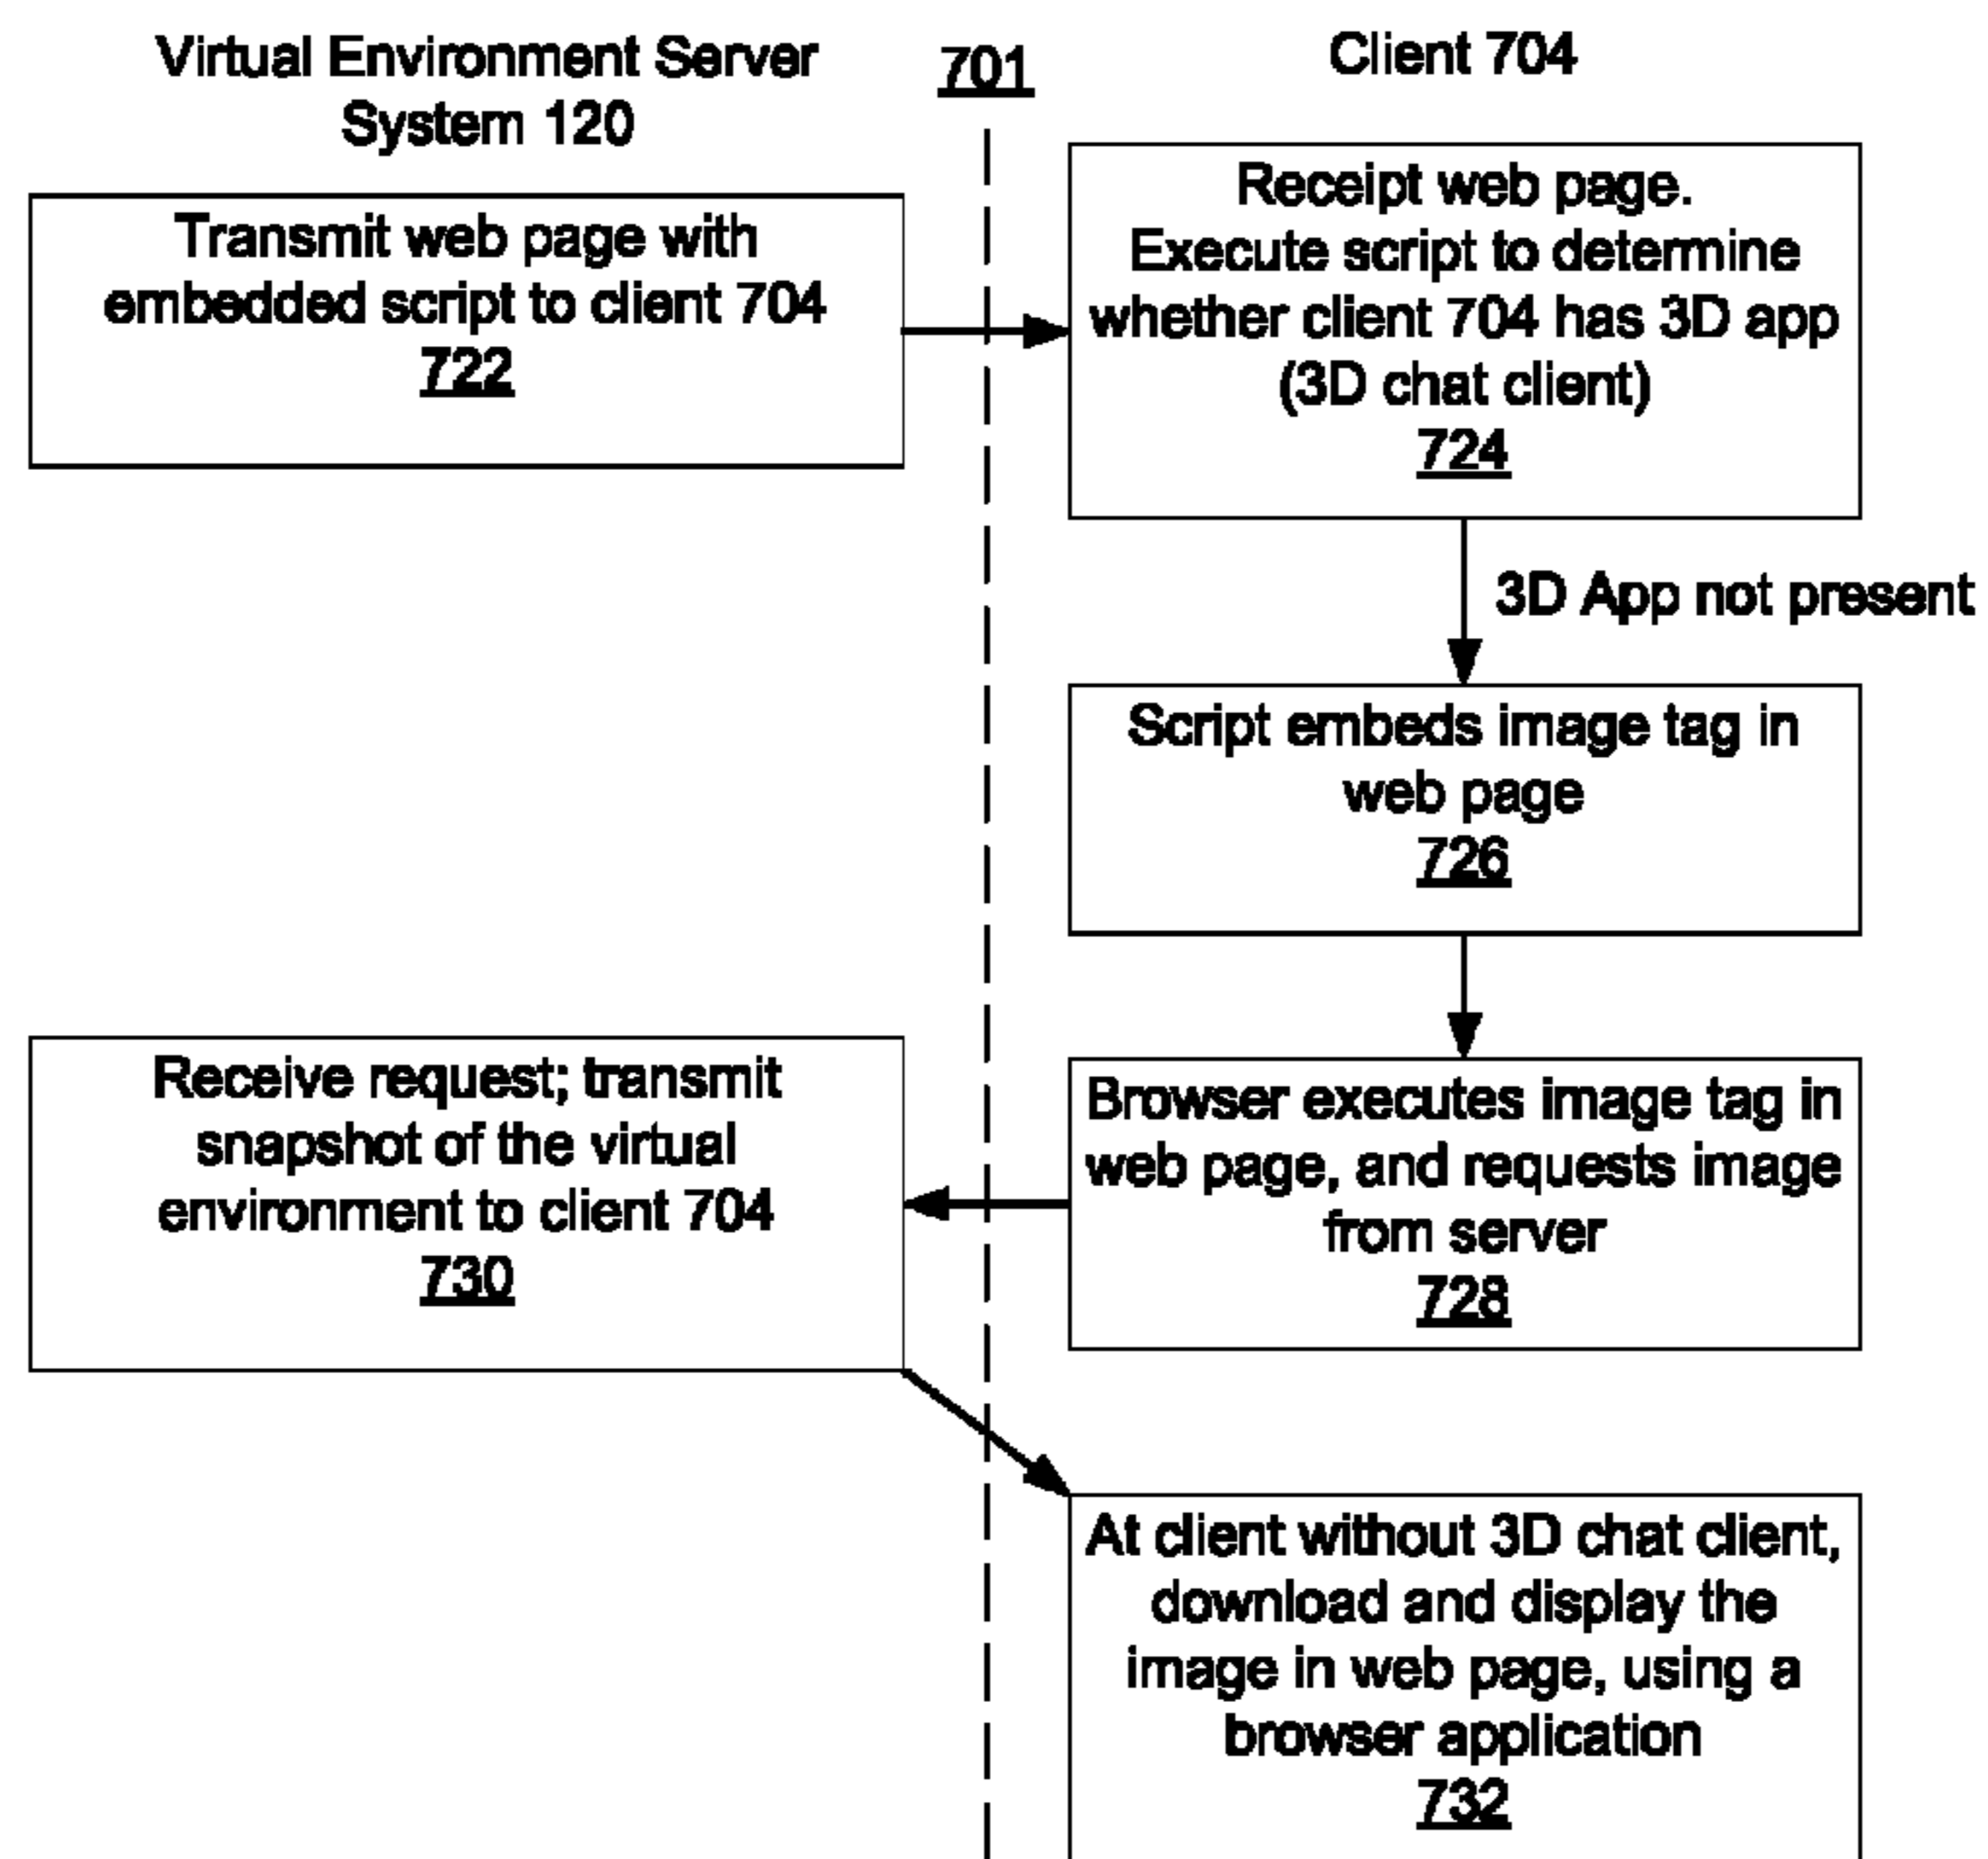 Virtual Environment Server
System 120
701
Client 704
Transmit web page with
embedded script to client 704
722
Receipt web page.
Execute script to determine
whether client 704 has 3D app
(3D chat client)
724
3D App not present
Script embeds image tag in
web page
726
Browser executes image tag in
web page, and requests image
from server
728
Receive request; transmit
snapshot of the virtual
environment to client 704
730
At client without 3D chat client,
download and display the
image in web page, using a
browser application
732